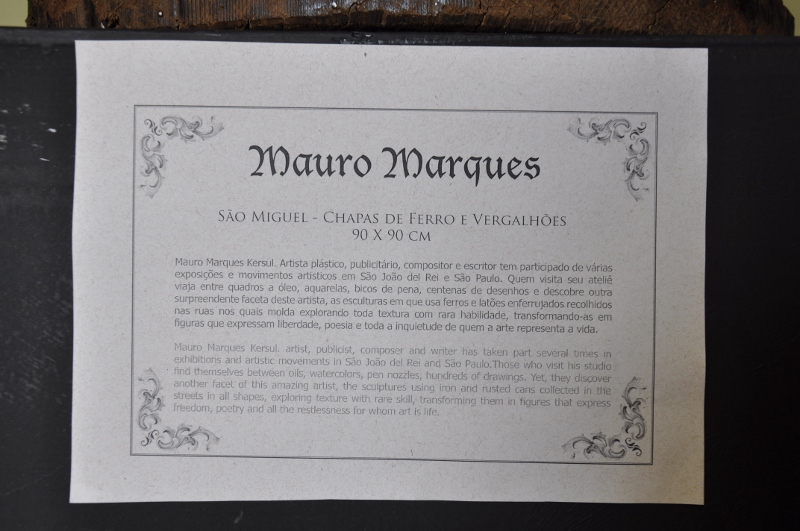 Mauro Marques
São Miguel - Chapas de Ferro e Vergalhões
90 x 90 cm
Mauro Marques Kersul. Artista plástico, publicitário, compositor e escritor tem participado de várias
exposições e movimentos artísticos em São João del Rei e São Paulo. Quem visita seu ateliê
viaja entre quadros a óleo, aquarelas, bicos de pena, centenas de desenhos e descobre outra
surpreendente faceta deste artista, as esculturas em que usa ferros e latões enferrujados recolhidos
nas ruas nos quais molda explorando toda textura com rara habilidade, transformando-as em
figuras que expressam liberdade, poesia e toda a inquietude de quem a arte representa a vida.
Mauro Marques Kersul. artist, publicist, composer and writer has taken part several times in
exhibitions and artistic movements in São João del Rei and São Paulo.Those who visit his studio
find themselves between oils, watercolors, pen nozzles, hundreds of drawings. Yet, they discover
another facet of this amazing artist, the sculptures using iron and rusted cans collected in the
streets in all shapes, exploring texture with rare skill, transforming them in figures that express
freedom, poetry and all the restlessness for whom art is life.